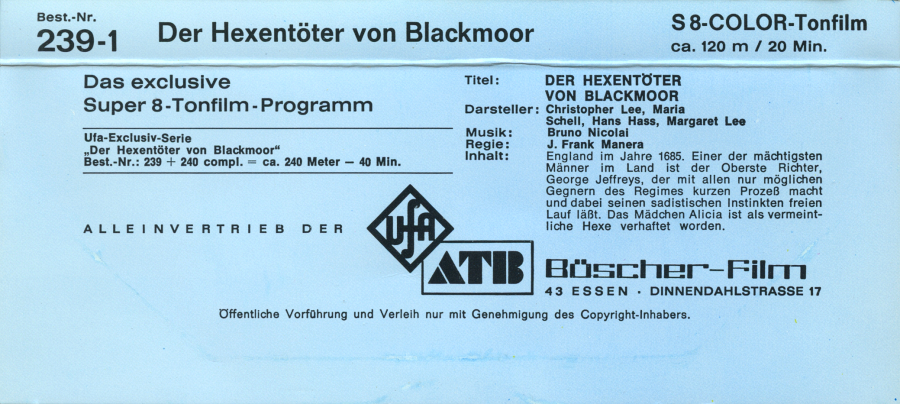 Best.-Nr.
239-1
Der Hexentöter von Blackmoor
S 8-COLOR-Tonfilm
ca. 120 m / 20 Min.
Das exclusive
Super 8-Tonfilm-Programm
Ufa-Exclusiv-Serie
„Der Hexentöter von Blackmoor“
Best.-Nr.: 239 + 240 compl. = ca. 240 Meter — 40 Min.
Titel: DER HEXENTÖTER
VON BLACKMOOR
Darsteller: Christopher Lee, Maria
Schell, Hans Hass, Margaret Lee
Musik: Bruno Nicolai
Regie: J. Frank Manera
Inhalt: England im Jahre 1685. Einer der mächtigsten
Männer im Land ist der Oberste Richter,
George Jeffreys, der mit allen nur möglichen
Gegnern des Regimes kurzen Prozeß macht
und dabei seinen sadistischen Instinkten freien
Lauf läßt. Das Mädchen Alicia ist als vermeint-
liche Hexe verhaftet worden.
ALLEINVERTRIEB DER
UfA
ATB
Böscher-Film
43 ESSEN · DINNENDAHLSTRASSE 17
Öffentliche Vorführung und Verleih nur mit Genehmigung des Copyright-Inhabers.